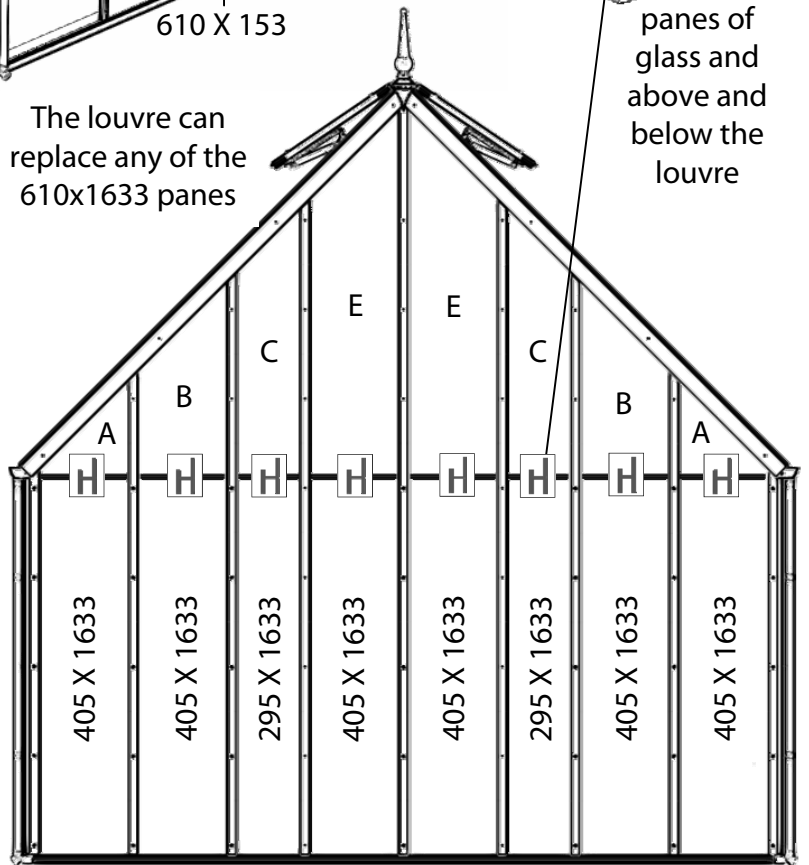 610 X 153
panes of
glass and
above and
below the
louvre
The louvre can
replace any of the
610x1633 panes
E E
C C
B B
A A
405 X 1633
405 X 1633
295 X 1633
405 X 1633
405 X 1633
295 X 1633
405 X 1633
405 X 1633